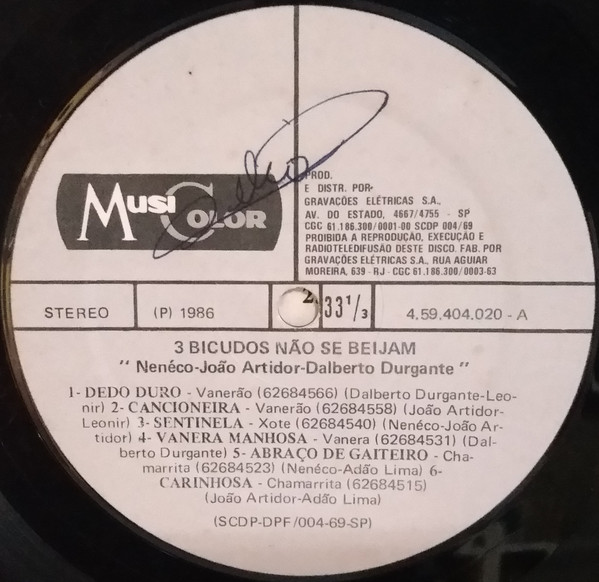 MUSICOLOR
PROD.
E DISTR. POR:
GRAVAÇÕES ELÉTRICAS S.A.,
AV. DO ESTADO, 4667/4755 - SP
CGC 61.186.300/0001-00 SCDP 004/69
PROIBIDA A REPRODUÇÃO, EXECUÇÃO E
RADIOTELEDIFUSÃO DESTE DISCO. FAB. POR
GRAVAÇÕES ELÉTRICAS S.A., RUA AGUIAR
MOREIRA, 639 - RJ - CGC 61.186.300/0003-63
STEREO (P) 1986 33 1/3 4.59.404.020 - A
3 BICUDOS NÃO SE BEIJAM
" Nenéco-João Artidor-Dalberto Durgante "
1- DEDO DURO - Vanerão (62684566) (Dalberto Durgante-Leo-
nir) 2- CANCIONEIRA - Vanerão (62684558) (João Artidor-
Leonir) 3- SENTINELA - Xote (62684540) (Nenéco-João Ar-
tidor) 4- VANERA MANHOSA - Vanera (62684531) (Dal-
berto Durgante) 5- ABRAÇO DE GAITEIRO - Cha-
marrita (62684523) (Nenéco-Adão Lima) 6-
CARINHOSA - Chamarrita (62684515)
(João Artidor-Adão Lima)
(SCDP-DPF/004-69-SP)